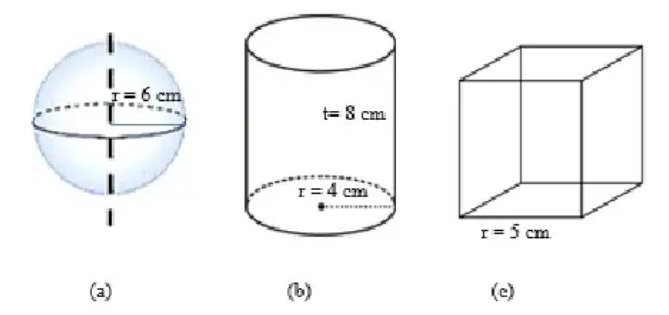 r = 6 cm
t= 8 cm
r = 4 cm
r = 5 cm
(a)
(b)
(c)